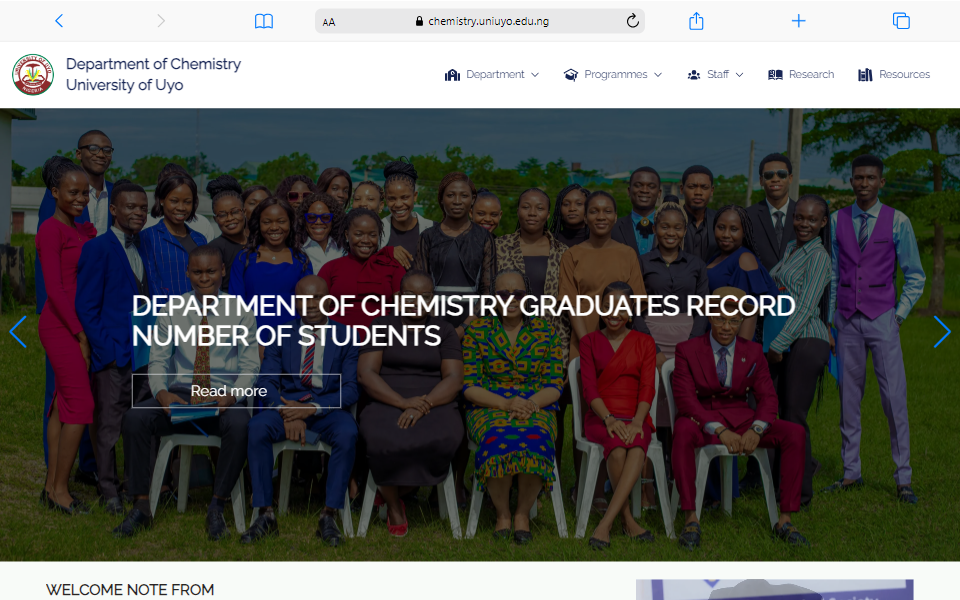 AA chemistry.uniuyo.edu.ng
Department of Chemistry
University of Uyo
Department Programmes Staff Research Resources
DEPARTMENT OF CHEMISTRY GRADUATES RECORD
NUMBER OF STUDENTS
Read more
WELCOME NOTE FROM